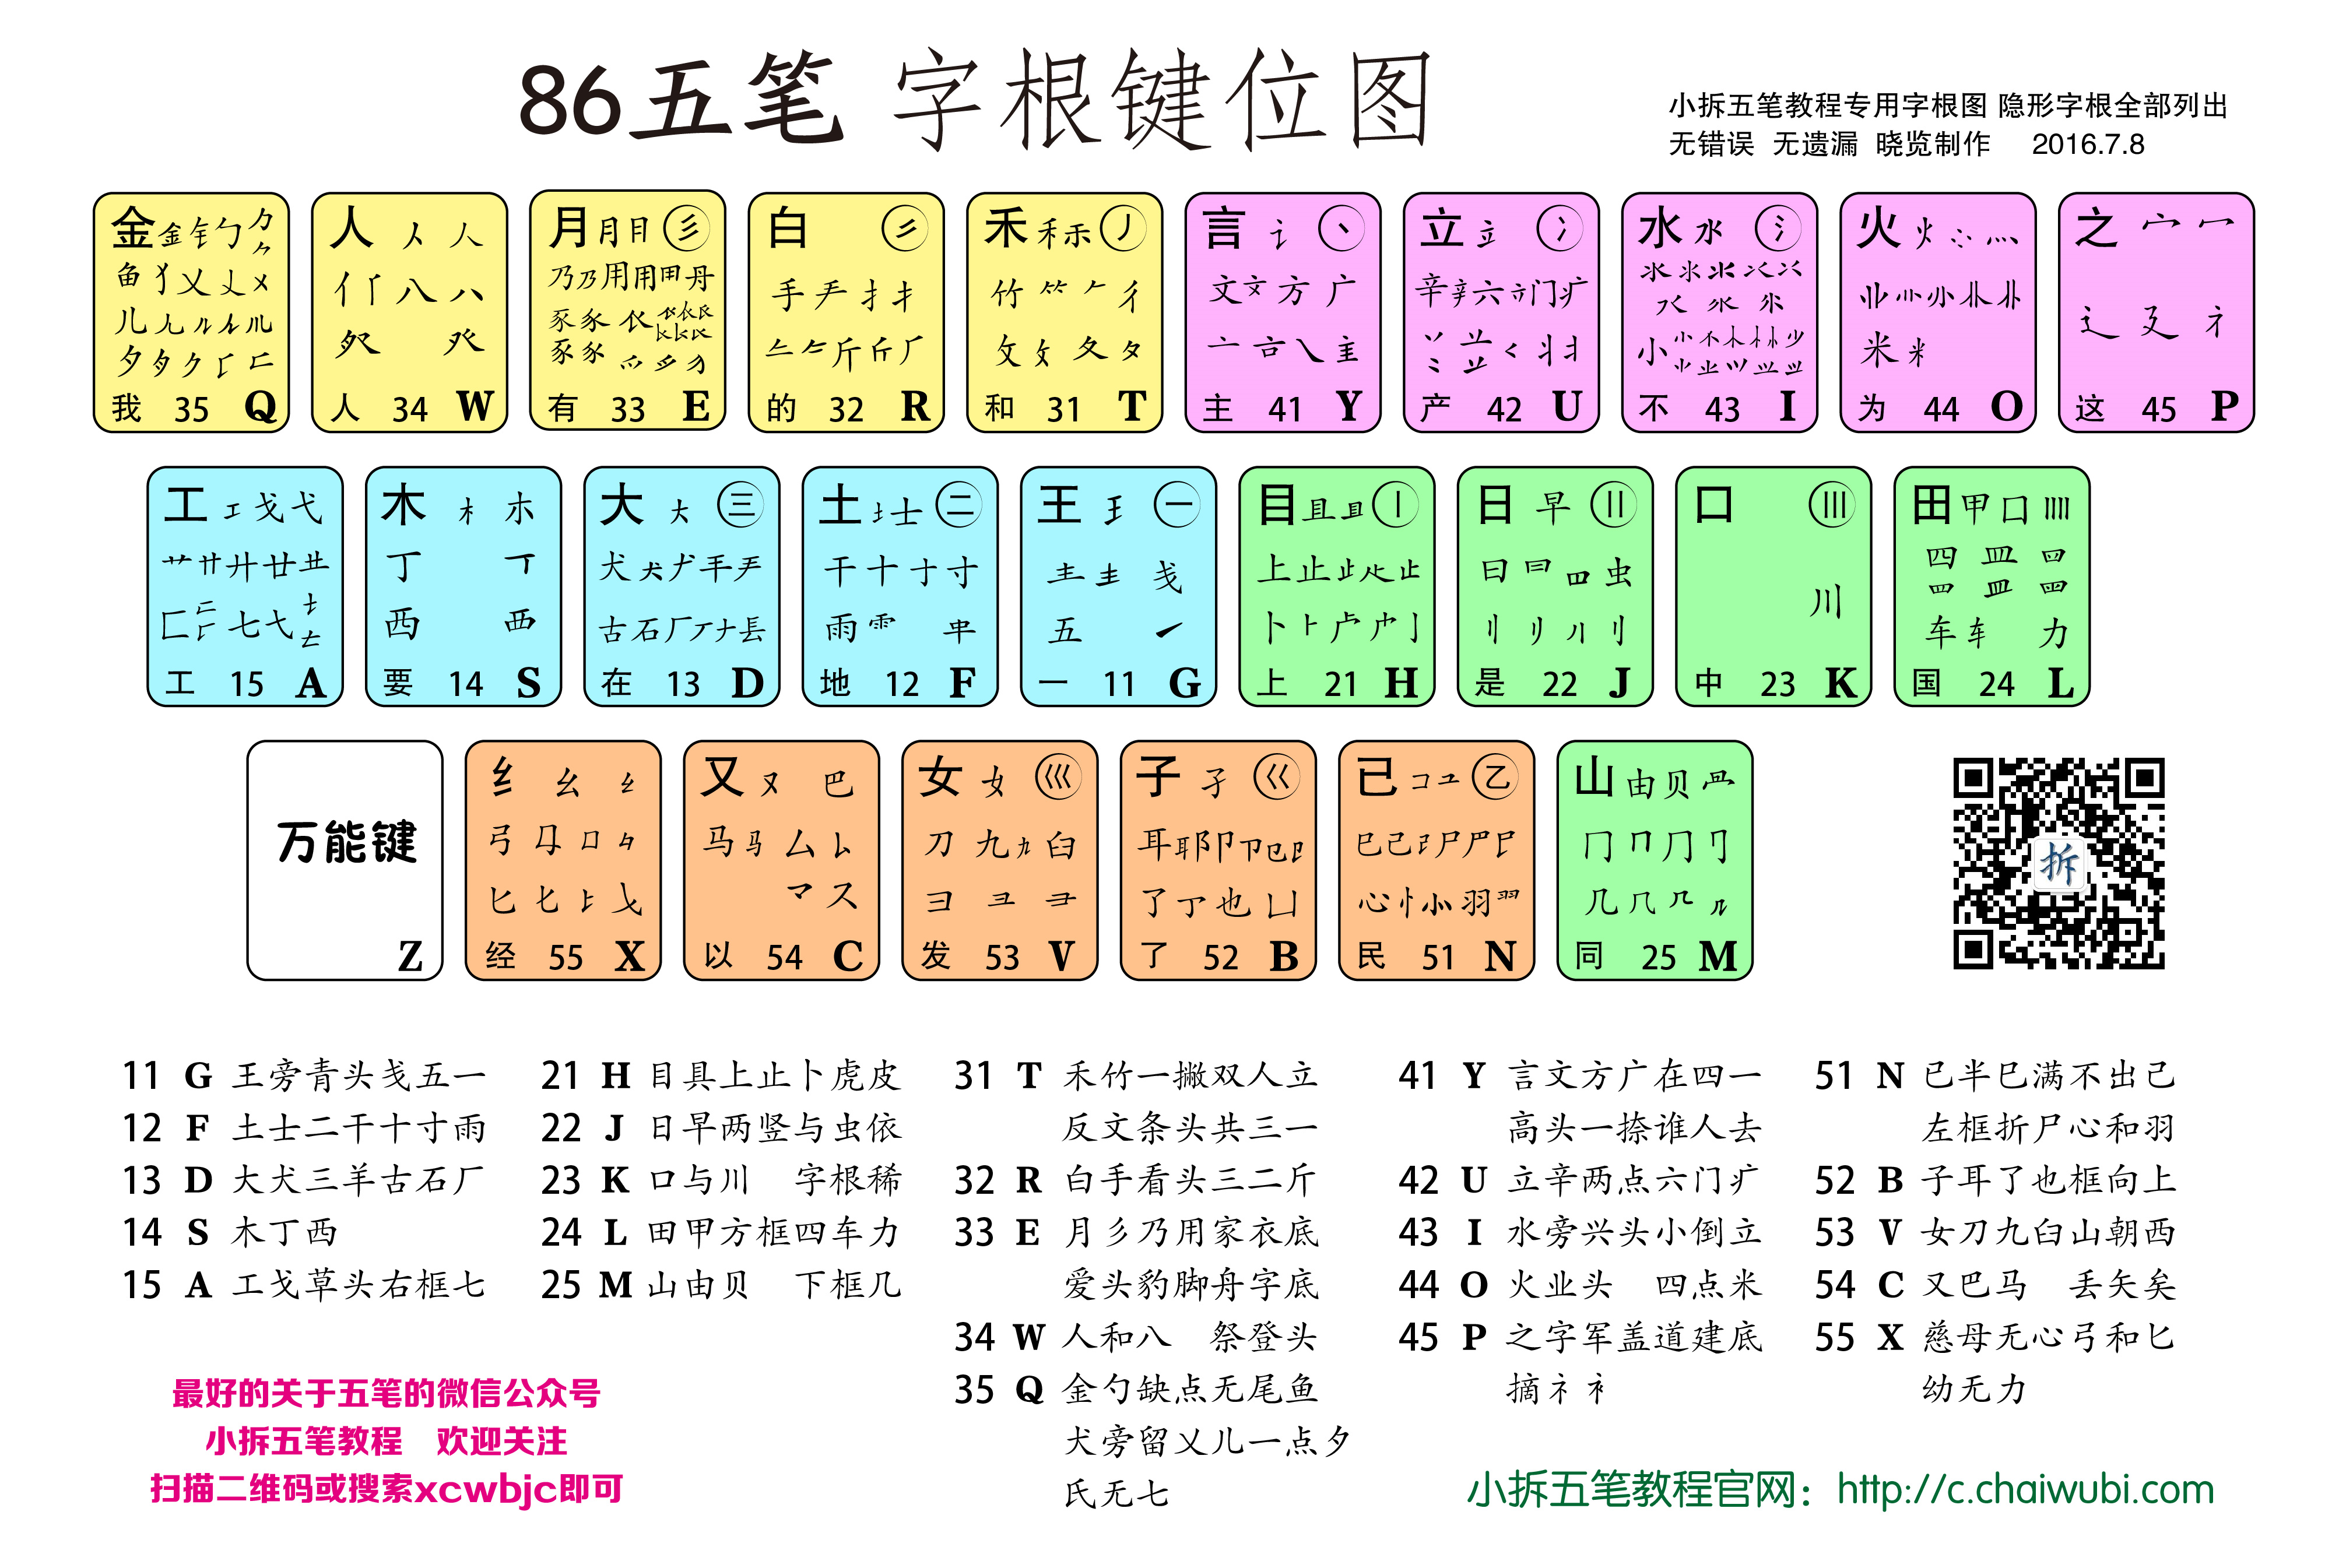 86五笔 字根键位图
小拆五笔教程专用字根图 隐形字根全部列出
无错误 无遗漏 晓览制作 2016.7.8
金 钅 勹
儿
夕
我 35 Q
人 人
亻 八
癶
人 34 W
月 月 彡
乃 用
豕
有 33 E
白
手 扌
斤
的 32 R
禾 丿
竹 彳
攵 夂
和 31 T
言 讠 丶
文 方 广
亠 主
主 41 Y
立 冫
辛 六 门 疒
丬
产 42 U
水 氵
小
不 43 I
火 灬
米
为 44 O
之 宀 冖
辶 廴 礻
这 45 P
工 戈 弋
艹 廾 廿
匚 七
工 15 A
木
丁
西
要 14 S
大 三
犬
古 石 厂
在 13 D
土 士 二
干 十 寸
雨
地 12 F
王 一
戋
五
一 11 G
目 且 丨
上 止
卜
上 21 H
日 早
曰 虫
刂
是 22 J
口
川
中 23 K
田 甲 口
四 皿
车 力
国 24 L
万能键
Z
纟 幺
弓
匕
经 55 X
又 巴
马 厶
以 54 C
女 巛
刀 九 臼
彐
发 53 V
子
耳 卩
了 也 凵
了 52 B
已 乙
巳 己 尸
心 忄 羽
民 51 N
山 由 贝
冂
几
同 25 M
拆
11 G 王旁青头戋五一
12 F 土士二干十寸雨
13 D 大犬三羊古石厂
14 S 木丁西
15 A 工戈草头右框七
21 H 目具上止卜虎皮
22 J 日早两竖与虫依
23 K 口与川 字根稀
24 L 田甲方框四车力
25 M 山由贝 下框几
31 T 禾竹一撇双人立
反文条头共三一
32 R 白手看头三二斤
33 E 月彡乃用家衣底
爱头豹脚舟字底
34 W 人和八 祭登头
35 Q 金勺缺点无尾鱼
犬旁留乂儿一点夕
氏无七
41 Y 言文方广在四一
高头一捺谁人去
42 U 立辛两点六门疒
43 I 水旁兴头小倒立
44 O 火业头 四点米
45 P 之字军盖道建底
摘礻衤
51 N 已半巳满不出己
左框折尸心和羽
52 B 子耳了也框向上
53 V 女刀九臼山朝西
54 C 又巴马 丢矢矣
55 X 慈母无心弓和匕
幼无力
最好的关于五笔的微信公众号
小拆五笔教程 欢迎关注
扫描二维码或搜索xcwbjc即可
小拆五笔教程官网：http://c.chaiwubi.com